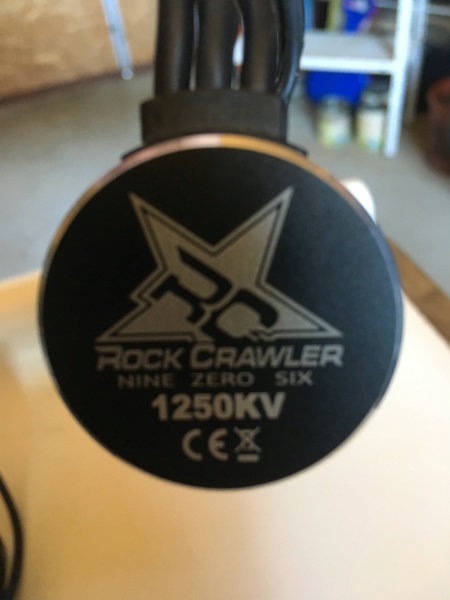 RC
ROCK CRAWLER
NINE ZERO SIX
1250KV
CE